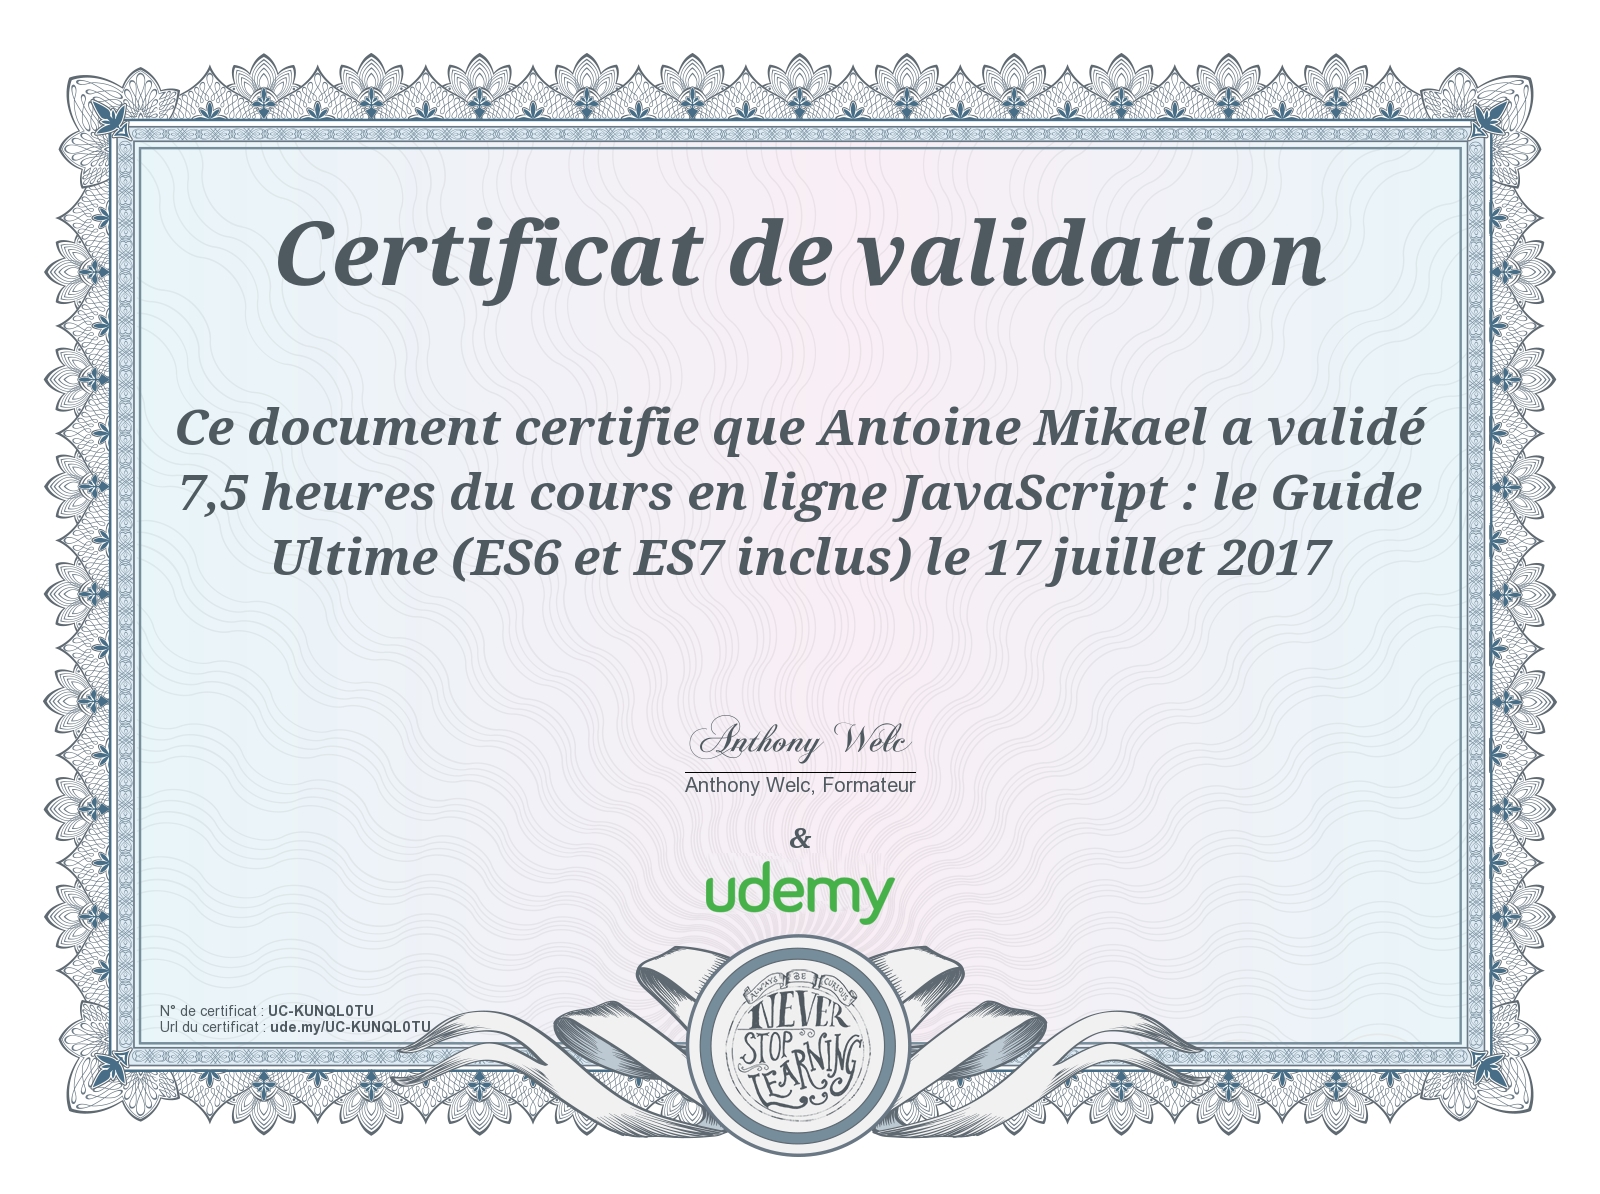 Certificat de validation
Ce document certifie que Antoine Mikael a validé
7,5 heures du cours en ligne JavaScript : le Guide
Ultime (ES6 et ES7 inclus) le 17 juillet 2017
Anthony Welc
Anthony Welc, Formateur
&
udemy
N° de certificat : UC-KUNQL0TU
Url du certificat : ude.my/UC-KUNQL0TU
ALWAYS BE CURIOUS
NEVER
STOP
LEARNING